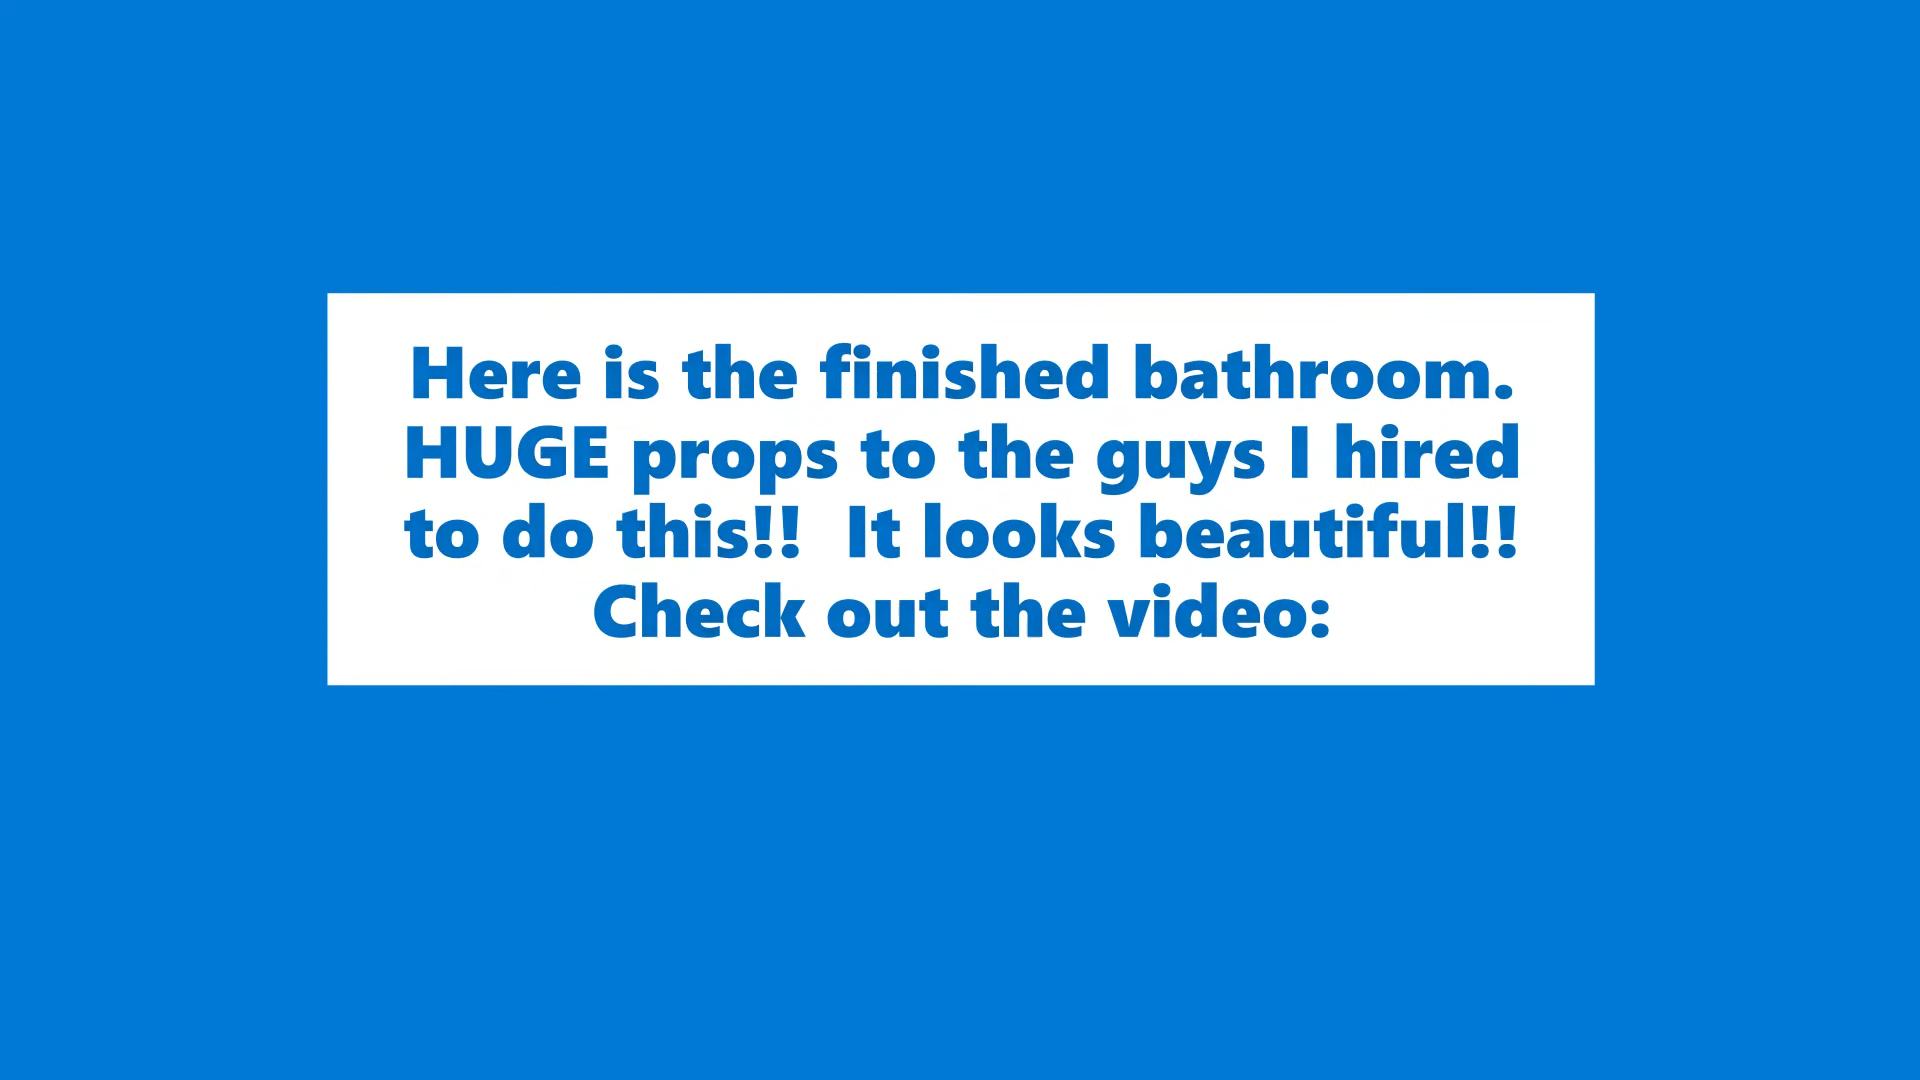 Here is the finished bathroom.
HUGE props to the guys I hired
to do this!!  It looks beautiful!!
Check out the video: